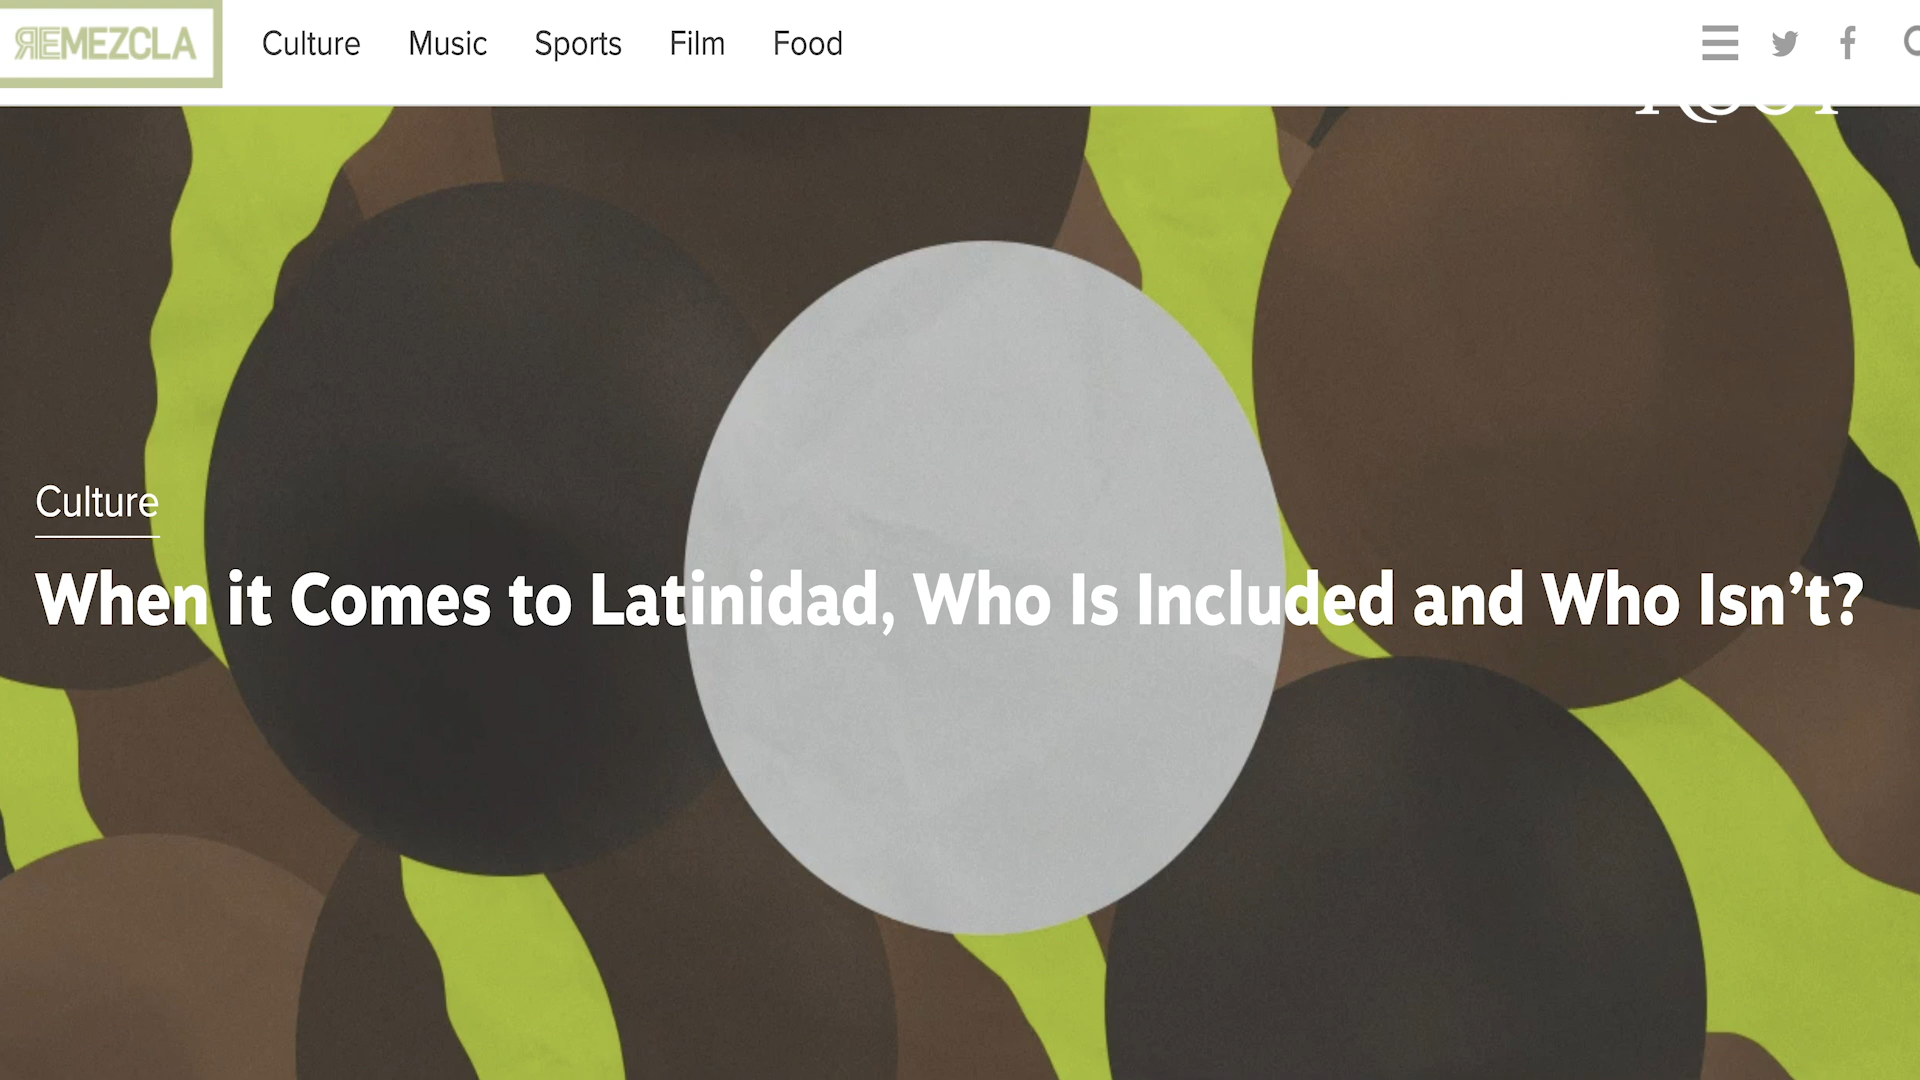 REMEZCLA
Culture Music Sports Film Food
Culture
When it Comes to Latinidad, Who Is Included and Who Isn’t?